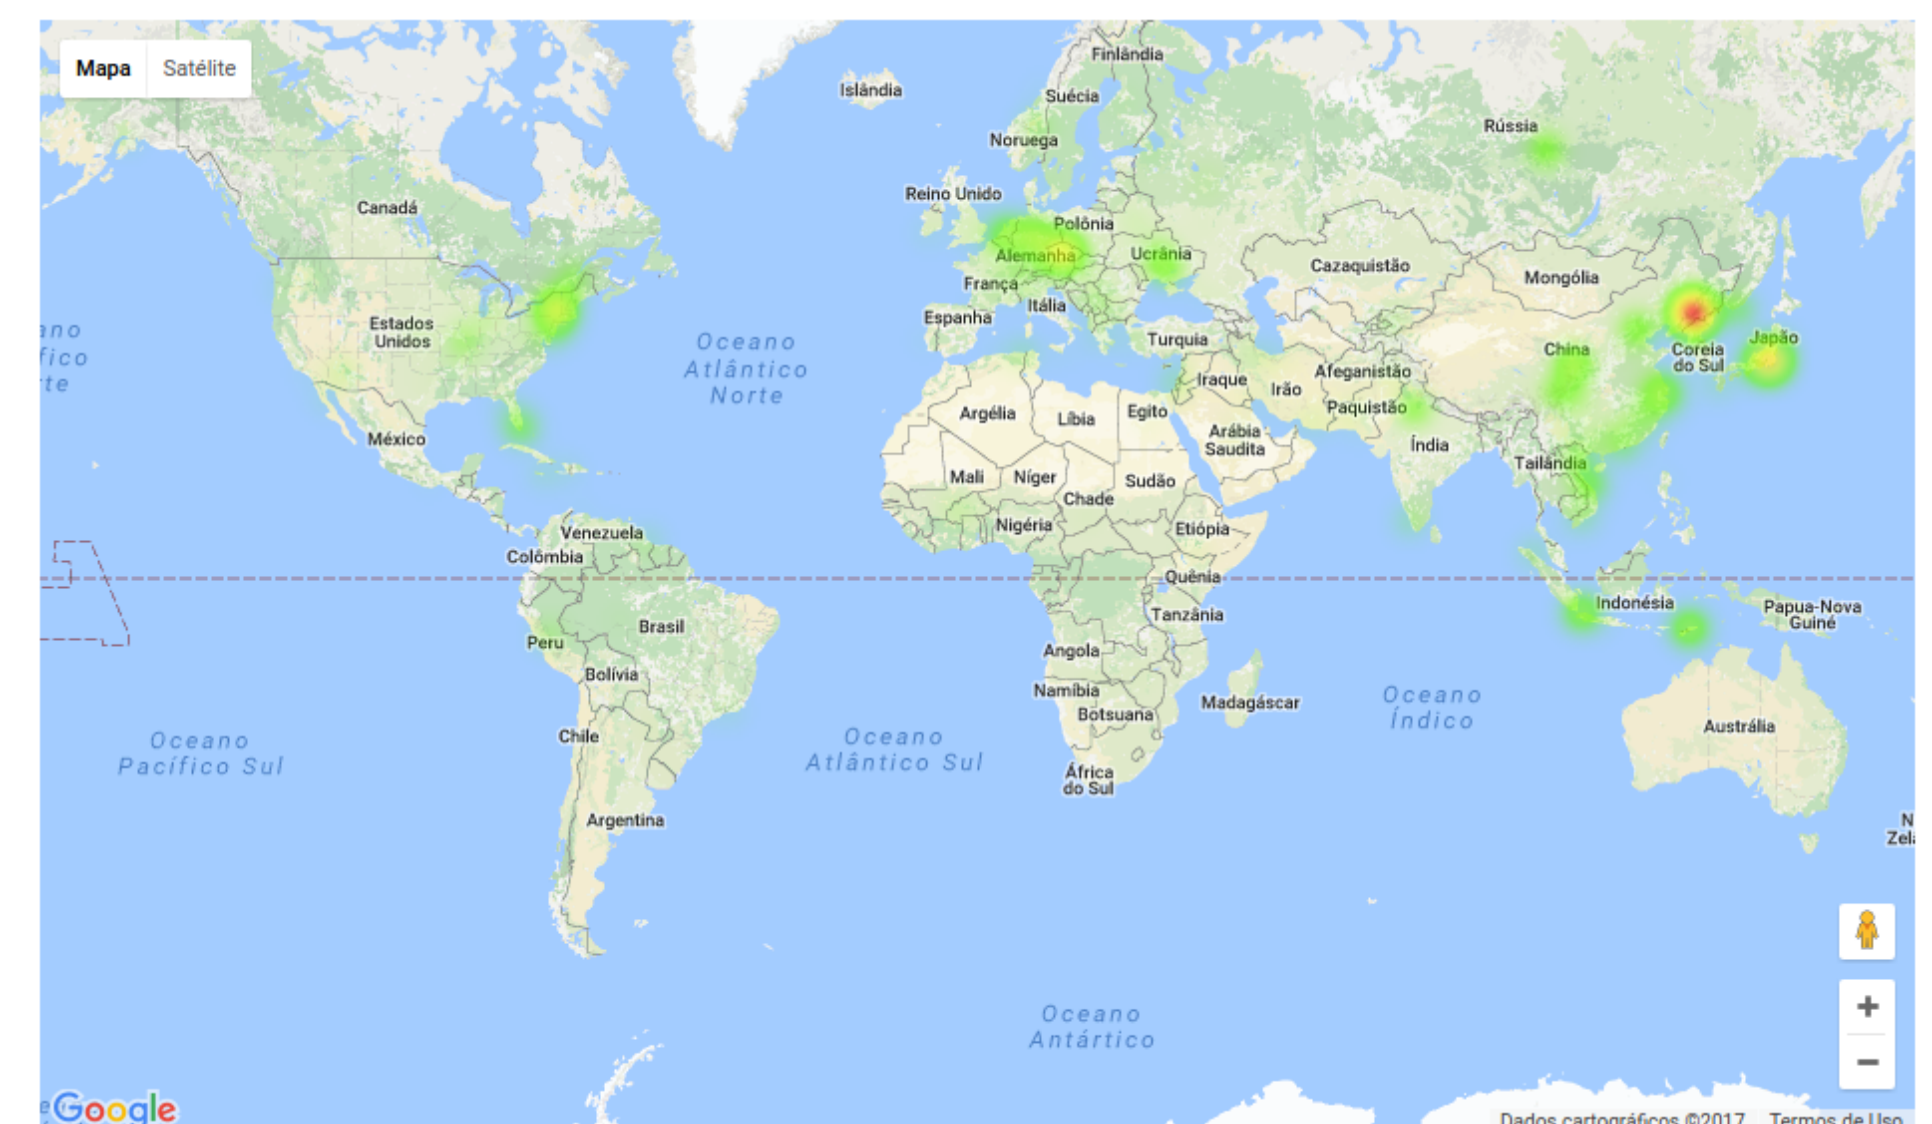 Mapa
Satélite
Finlândia
Islândia
Suécia
Rússia
Noruega
Reino Unido
Canadá
Polônia
Alemanha
Ucrânia
Cazaquistão
Mongólia
França
Itália
Espanha
Turquia
Estados
Unidos
ano
fico
rte
Oceano
Atlântico
Norte
China
Japão
Coreia
do Sul
Iraque
Irão
Afeganistão
Paquistão
Argélia
Líbia
Egito
Arábia
Saudita
México
Índia
Tailândia
Mali
Níger
Sudão
Chade
Nigéria
Etiópia
Venezuela
Colômbia
Quênia
Indonésia
Papua-Nova
Guiné
Tanzânia
Brasil
Peru
Angola
Bolívia
Namíbia
Botsuana
Madagáscar
Oceano
Índico
Austrália
Chile
Oceano
Pacífico Sul
Oceano
Atlântico Sul
África
do Sul
Argentina
N
Zel
Oceano
Antártico
+
−
Google
Dados cartográficos ©2017
Termos de Uso